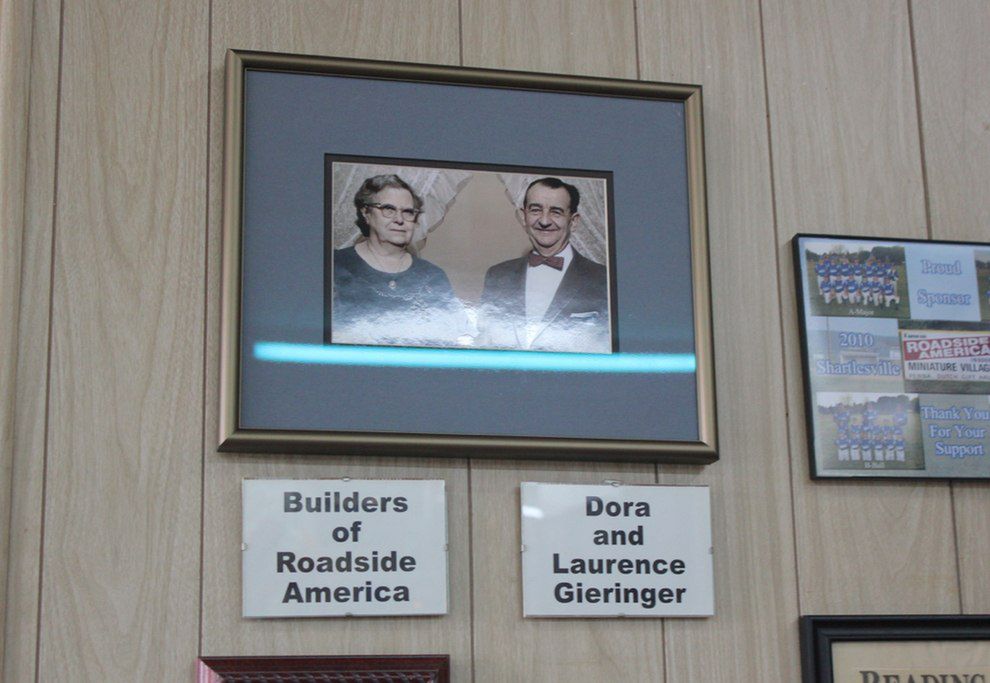 Builders
of
Roadside
America
Dora
and
Laurence
Gieringer
A-Major
Proud
Sponsor
2010
Shartlesville
ROADSIDE
AMERICA
MINIATURE VILLAG
B-Ball
Thank You
For Your
Support
READING